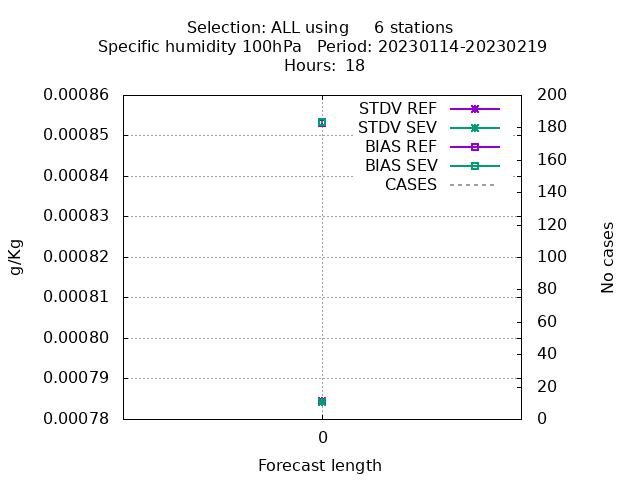 Selection: ALL using     6 stations
Specific humidity 100hPa   Period: 20230114-20230219
Hours: 18
0.00086
0.00085
0.00084
0.00083
0.00082
0.00081
0.00080
0.00079
0.00078
g/Kg
STDV REF
STDV SEV
BIAS REF
BIAS SEV
CASES
200
180
160
140
120
100
80
60
40
20
0
No cases
0
Forecast length